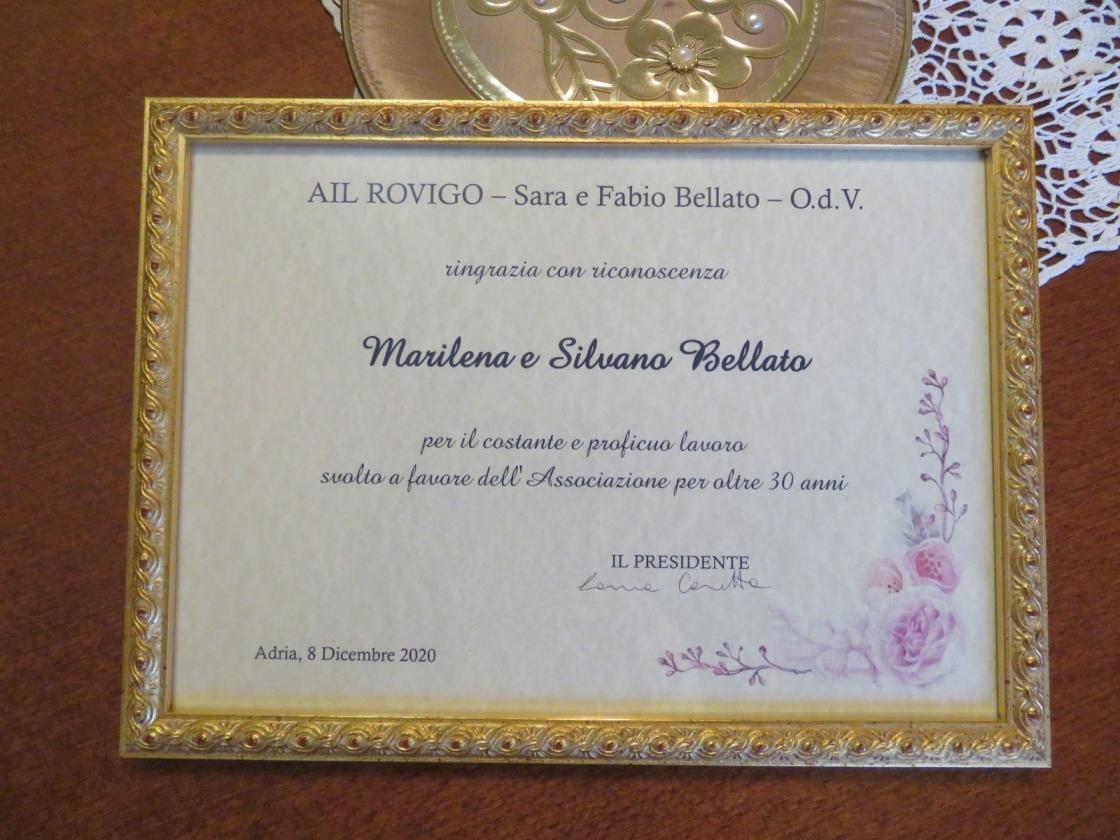 AIL ROVIGO – Sara e Fabio Bellato – O.d.V.
ringrazia con riconoscenza
Marilena e Silvano Bellato
per il costante e proficuo lavoro
svolto a favore dell' Associazione per oltre 30 anni
IL PRESIDENTE
Adria, 8 Dicembre 2020